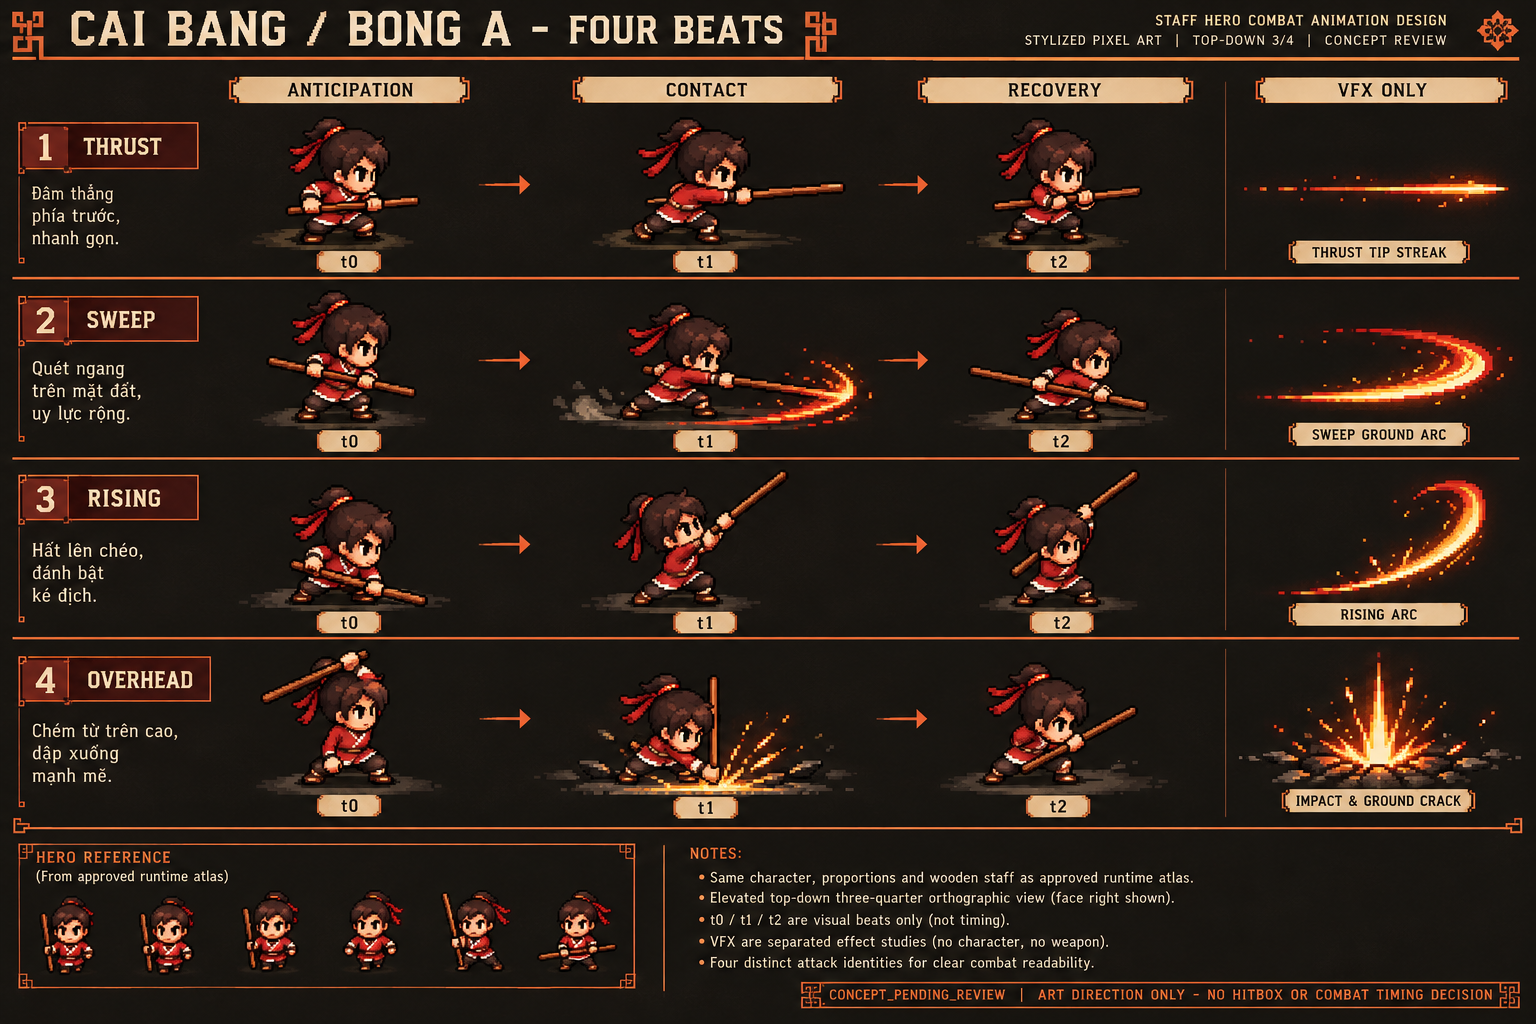 CAI BANG / BONG A - FOUR BEATS
STAFF HERO COMBAT ANIMATION DESIGN
STYLIZED PIXEL ART | TOP-DOWN 3/4 | CONCEPT REVIEW
ANTICIPATION
CONTACT
RECOVERY
VFX ONLY
1 THRUST
Đâm thẳng
phía trước,
nhanh gọn.
t0
t1
t2
THRUST TIP STREAK
2 SWEEP
Quét ngang
trên mặt đất,
uy lực rộng.
t0
t1
t2
SWEEP GROUND ARC
3 RISING
Hất lên chéo,
đánh bật
ké địch.
t0
t1
t2
RISING ARC
4 OVERHEAD
Chém từ trên cao,
dập xuống
mạnh mẽ.
t0
t1
t2
IMPACT & GROUND CRACK
HERO REFERENCE
(From approved runtime atlas)
NOTES:
• Same character, proportions and wooden staff as approved runtime atlas.
• Elevated top-down three-quarter orthographic view (face right shown).
• t0 / t1 / t2 are visual beats only (not timing).
• VFX are separated effect studies (no character, no weapon).
• Four distinct attack identities for clear combat readability.
CONCEPT_PENDING_REVIEW | ART DIRECTION ONLY - NO HITBOX OR COMBAT TIMING DECISION